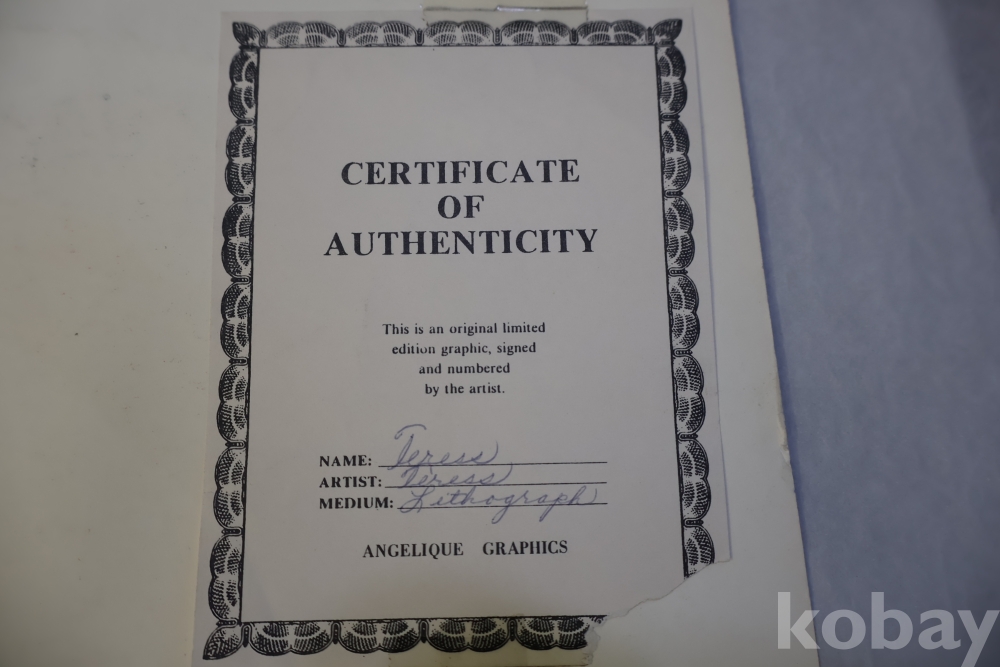 CERTIFICATE
OF
AUTHENTICITY
This is an original limited
edition graphic, signed
and numbered
by the artist.
NAME: Teress
ARTIST: Teress
MEDIUM: Lithograph
ANGELIQUE GRAPHICS
kobay